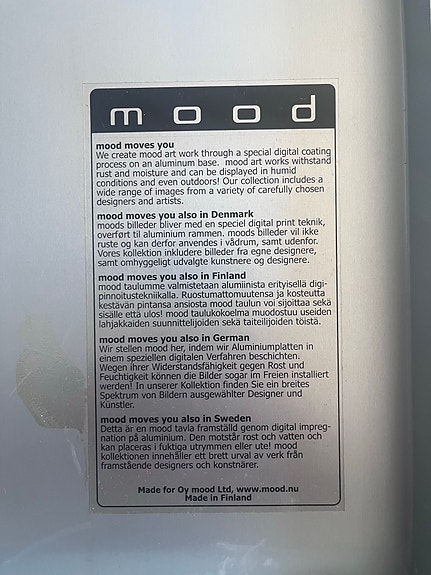 mood
mood moves you
We create mood art work through a special digital coating
process on an aluminum base. mood art works withstand
rust and moisture and can be displayed in humid
conditions and even outdoors! Our collection includes a
wide range of images from a variety of carefully chosen
designers and artists.
mood moves you also in Denmark
moods billeder bliver med en speciel digital print teknik,
overført til aluminium rammen. moods billeder vil ikke
ruste og kan derfor anvendes i vådrum, samt udenfor.
Vores kollektion inkludere billeder fra egne designere,
samt omhyggeligt udvalgte kunstnere og designere.
mood moves you also in Finland
mood taulumme valmistetaan alumiinista erityisellä digi-
pinnoitustekniikalla. Ruostumattomuutensa ja kosteutta
kestävän pintansa ansiosta mood taulun voi sijoittaa sekä
sisälle että ulos! mood taulukokoelma muodostuu useiden
lahjakkaiden suunnittelijoiden sekä taiteilijoiden töistä.
mood moves you also in German
Wir stellen mood her, indem wir Aluminiumplatten in
einem speziellen digitalen Verfahren beschichten.
Wegen ihrer Widerstandsfähigkeit gegen Rost und
Feuchtigkeit können die Bilder sogar im Freien installiert
werden! In unserer Kollektion finden Sie ein breites
Spektrum von Bildern ausgewählter Designer und
Künstler.
mood moves you also in Sweden
Detta är en mood tavla framställd genom digital impreg-
nation på aluminium. Den motstår rost och vatten och
kan placeras i fuktiga utrymmen eller ute! mood
kollektionen innehåller ett brett urval av verk från
framstående designers och konstnärer.
Made for Oy mood Ltd, www.mood.nu
Made in Finland